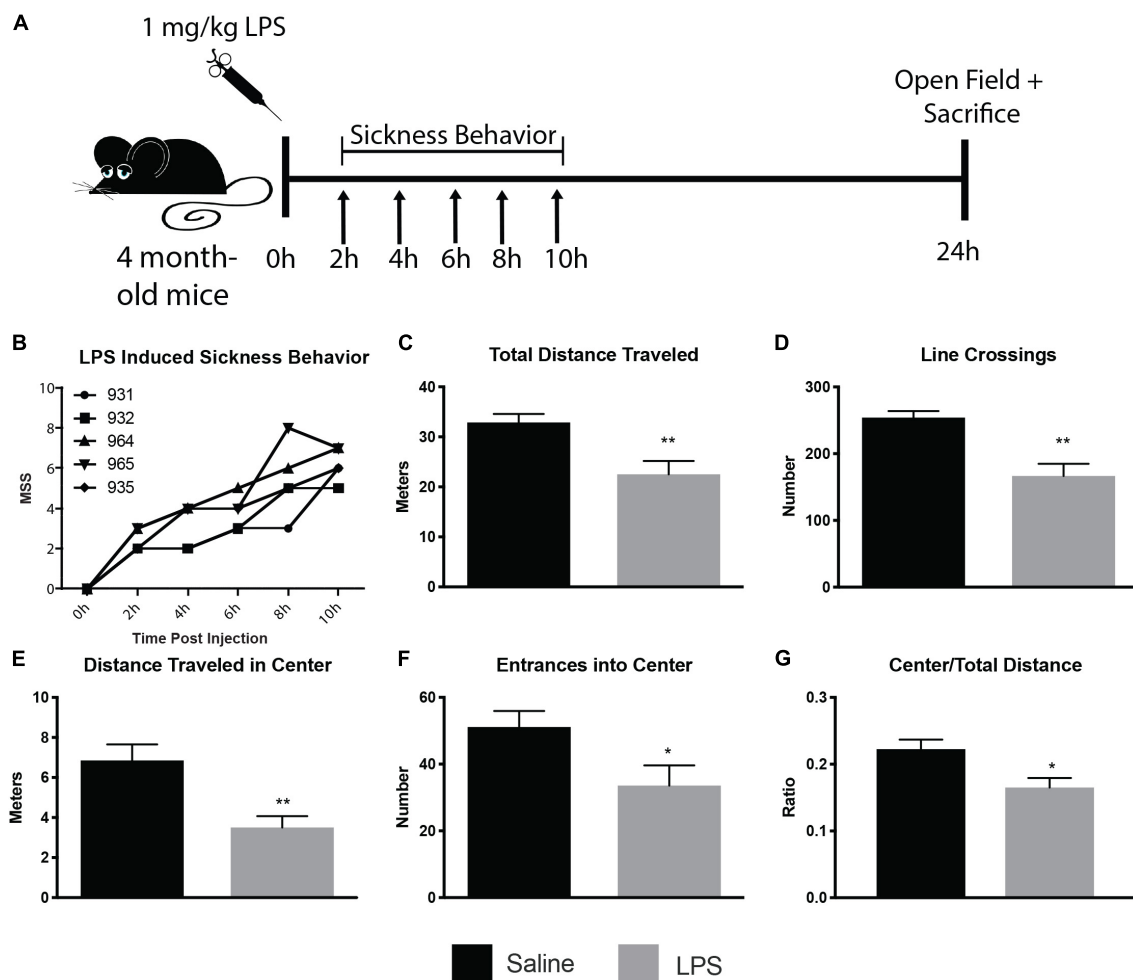 A
1 mg/kg LPS
Open Field +
Sacrifice
Sickness Behavior
4 month-
old mice
0h 2h 4h 6h 8h 10h
24h
B
LPS Induced Sickness Behavior
MSS
10
8
6
4
2
0
931
932
964
965
935
0h 2h 4h 6h 8h 10h
Time Post Injection
C
Total Distance Traveled
Meters
40
30
20
10
0
**
D
Line Crossings
Number
300
200
100
0
**
E
Distance Traveled in Center
Meters
10
8
6
4
2
0
**
F
Entrances into Center
Number
60
40
20
0
*
G
Center/Total Distance
Ratio
0.3
0.2
0.1
0.0
*
Saline
LPS